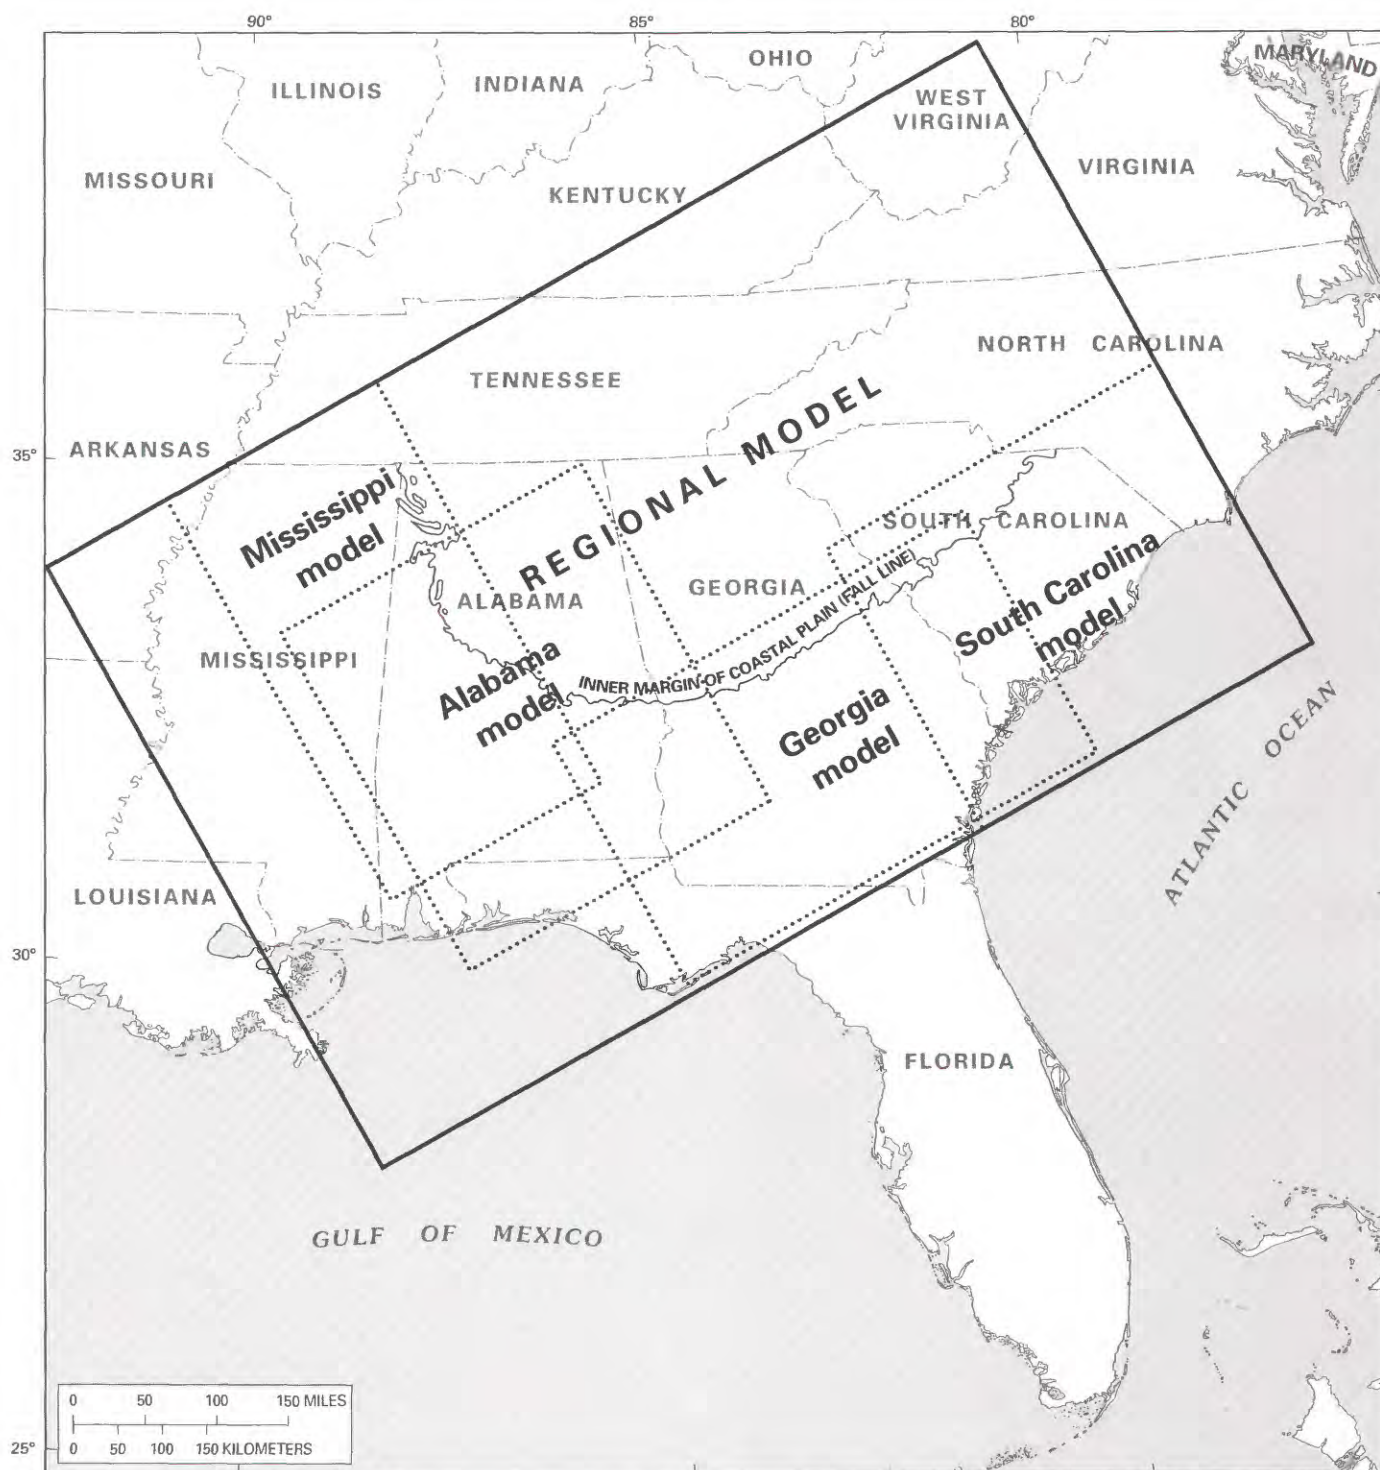 90° 85° 80°
OHIO
MARYLAND
ILLINOIS
INDIANA
WEST
VIRGINIA
MISSOURI
KENTUCKY
VIRGINIA
NORTH CAROLINA
TENNESSEE
REGIONAL MODEL
ARKANSAS
35°
Mississippi
model
SOUTH CAROLINA
GEORGIA
ALABAMA
INNER MARGIN OF COASTAL PLAIN (FALL LINE)
South Carolina
model
MISSISSIPPI
Alabama
model
Georgia
model
ATLANTIC OCEAN
LOUISIANA
30°
FLORIDA
GULF OF MEXICO
0 50 100 150 MILES
0 50 100 150 KILOMETERS
25°